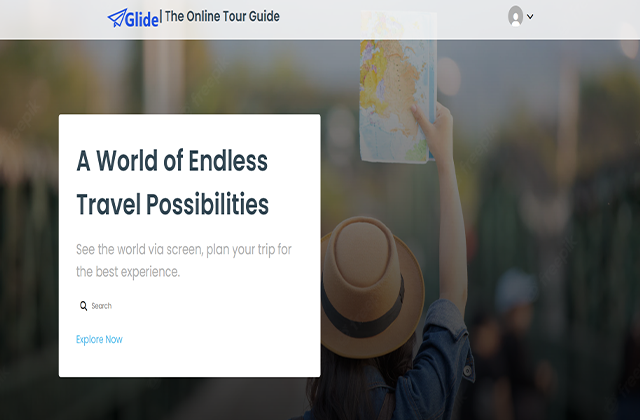 Glide| The Online Tour Guide
A World of Endless
Travel Possibilities
See the world via screen, plan your trip for
the best experience.
Search
Explore Now